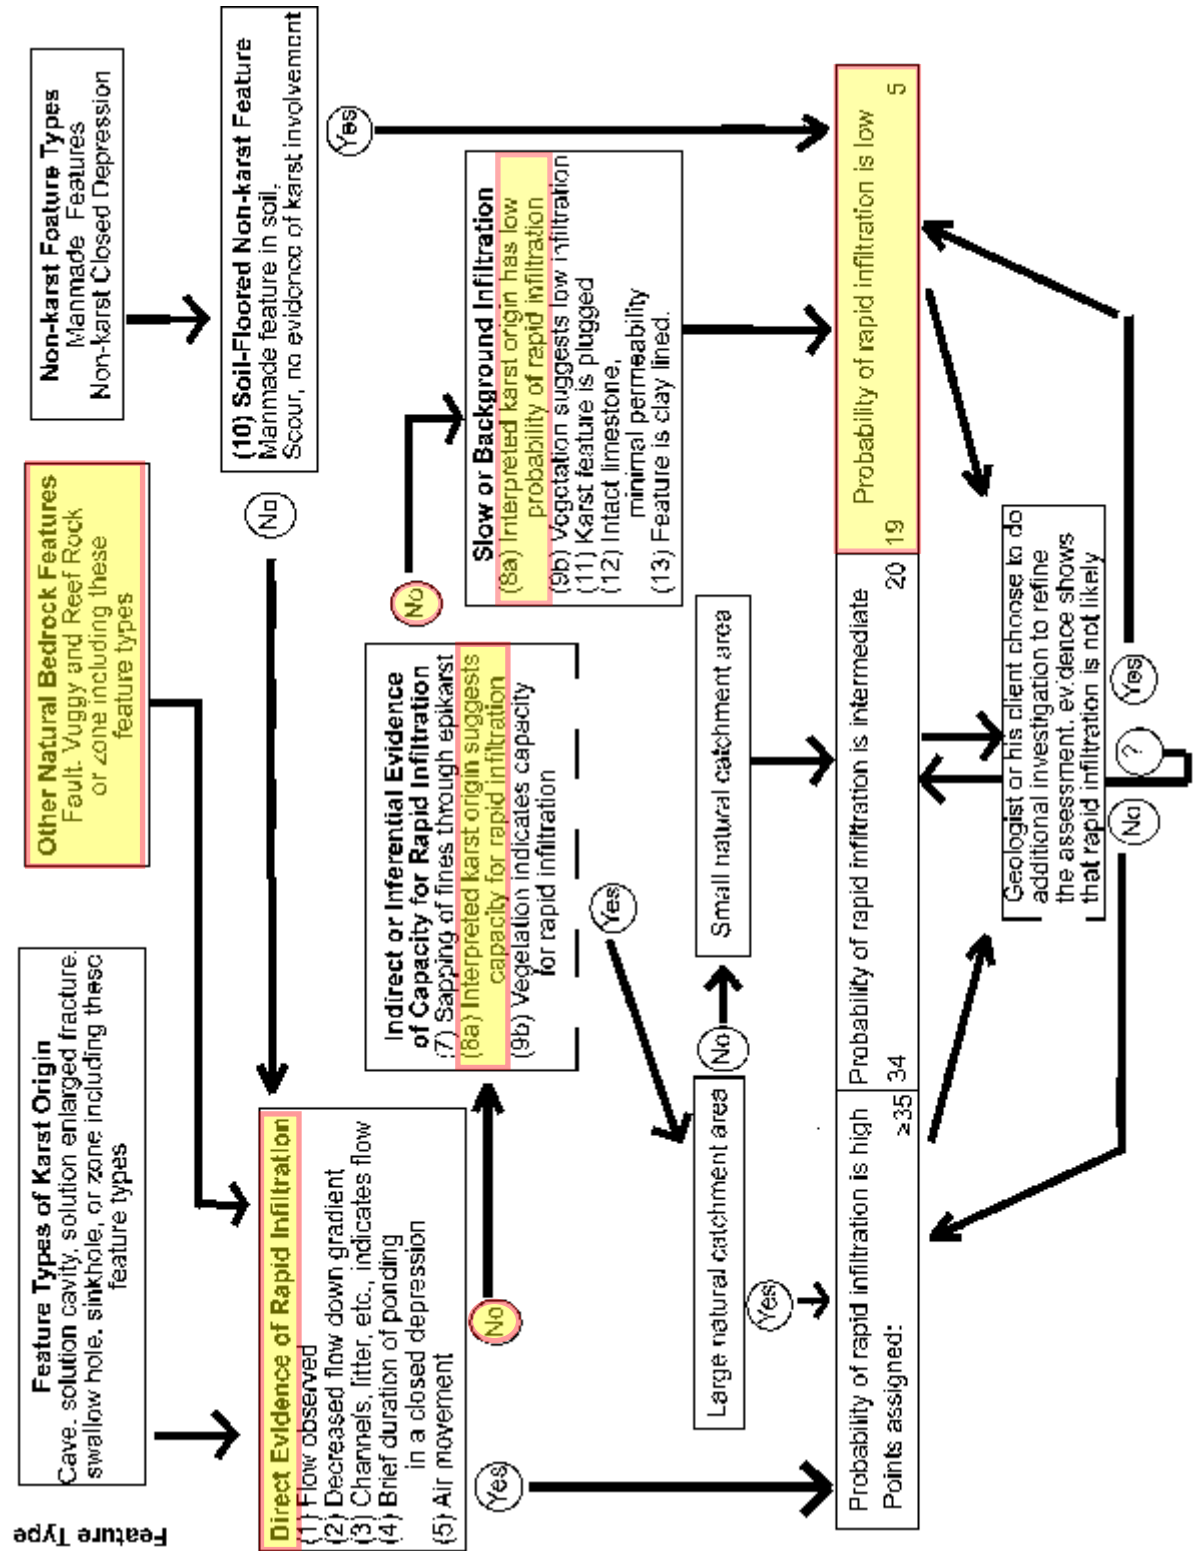 Feature Type
Feature Types of Karst Origin
Cave, solution cavity, solution enlarged fracture,
swallow hole, sinkhole, or zone including these
feature types
Other Natural Bedrock Features
Fault, Vuggy and Reef Rock
or zone including these
feature types
Non-karst Feature Types
Manmade Features
Non-karst Closed Depression
(10) Soil-Floored Non-karst Feature
Manmade feature in soil,
Scour, no evidence of karst involvement
No
Yes
Direct Evidence of Rapid Infiltration
(1) Flow observed
(2) Decreased flow down gradient
(3) Channels, litter, etc., indicates flow
(4) Brief duration of ponding
in a closed depression
(5) Air movement
Yes
No
Indirect or Inferential Evidence
of Capacity for Rapid Infiltration
(7) Sapping of fines through epikarst
(8a) Interpreted karst origin suggests
capacity for rapid infiltration
(9b) Vegetation indicates capacity
for rapid infiltration
No
Yes
Slow or Background Infiltration
(8a) Interpreted karst origin has low
probability of rapid infiltration
(9b) Vegetation suggests low infiltration
(11) Karst feature is plugged
(12) Intact limestone,
minimal permeability
(13) Feature is clay lined.
Large natural catchment area
No
Small natural catchment area
Yes
Probability of rapid infiltration is high
Points assigned: ≥35
Probability of rapid infiltration is intermediate
34 20
Probability of rapid infiltration is low
19 5
Geologist or his client choose to do
additional investigation to refine
the assessment, evidence shows
that rapid infiltration is not likely
No
?
Yes